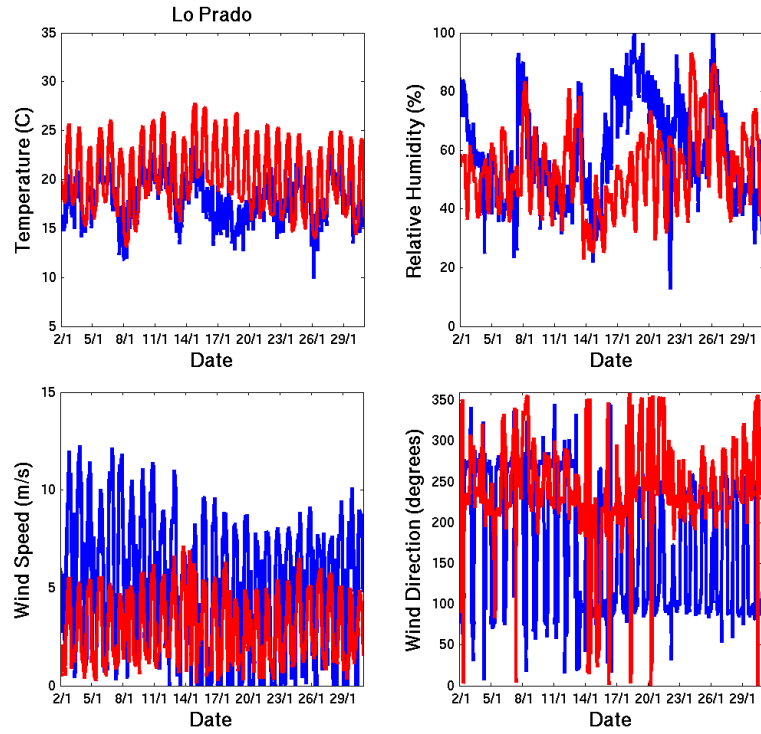 Lo Prado
35
30
25
20
15
10
5
Temperature (C)
2/1 5/1 8/1 11/1 14/1 17/1 20/1 23/1 26/1 29/1
Date
100
80
60
40
20
0
Relative Humidity (%)
2/1 5/1 8/1 11/1 14/1 17/1 20/1 23/1 26/1 29/1
Date
15
10
5
0
Wind Speed (m/s)
2/1 5/1 8/1 11/1 14/1 17/1 20/1 23/1 26/1 29/1
Date
350
300
250
200
150
100
50
0
Wind Direction (degrees)
2/1 5/1 8/1 11/1 14/1 17/1 20/1 23/1 26/1 29/1
Date